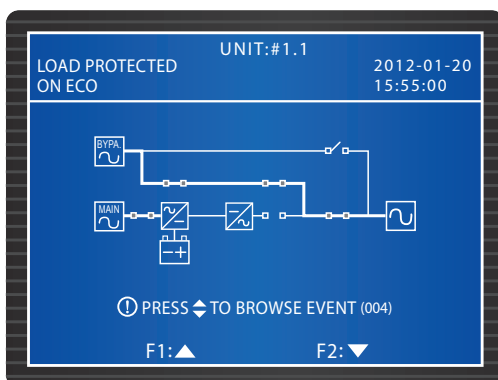 UNIT:#1.1
LOAD PROTECTED
ON ECO
2012-01-20
15:55:00
BYPA.
MAIN
PRESS TO BROWSE EVENT (004)
F1:
F2: